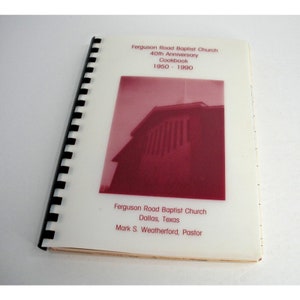 Ferguson Road Baptist Church
40th Anniversary
Cookbook
1950 - 1990
Ferguson Road Baptist Church
Dallas, Texas
Mark S. Weatherford, Pastor